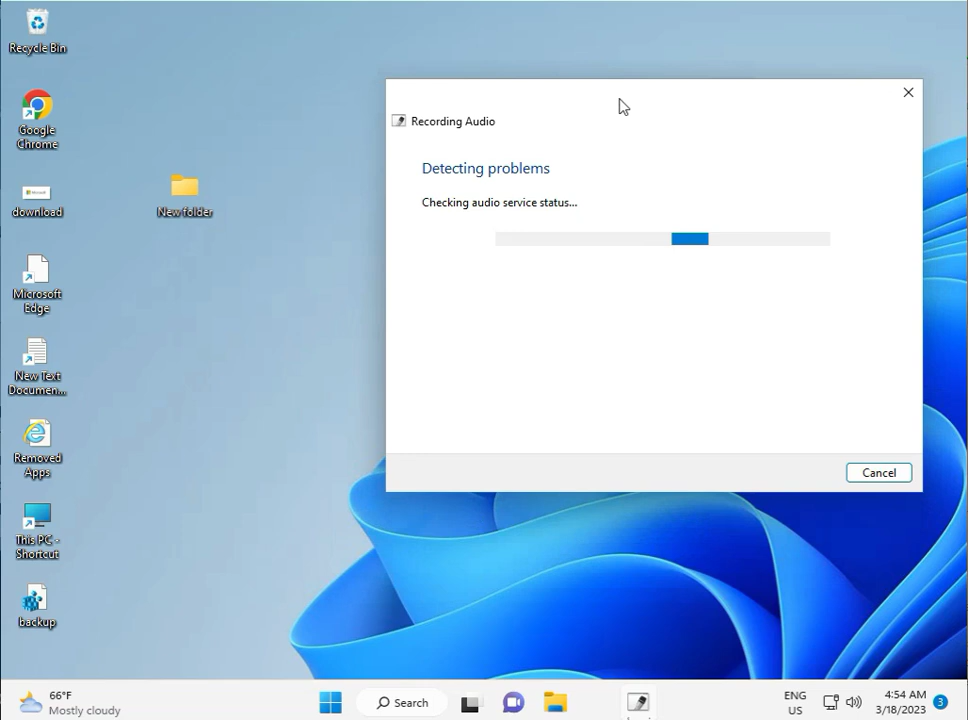 Recycle Bin
Google
Chrome
download
New folder
Microsoft
Edge
New Text
Documen...
Removed
Apps
This PC -
Shortcut
backup
Recording Audio
Detecting problems
Checking audio service status...
Cancel
66°F
Mostly cloudy
Search
ENG
US
4:54 AM
3/18/2023
3